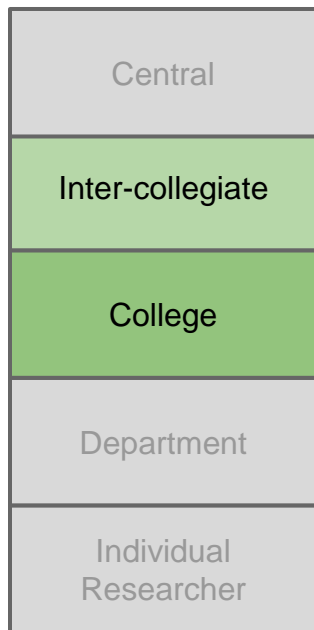 Central
Inter-collegiate
College
Department
Individual
Researcher